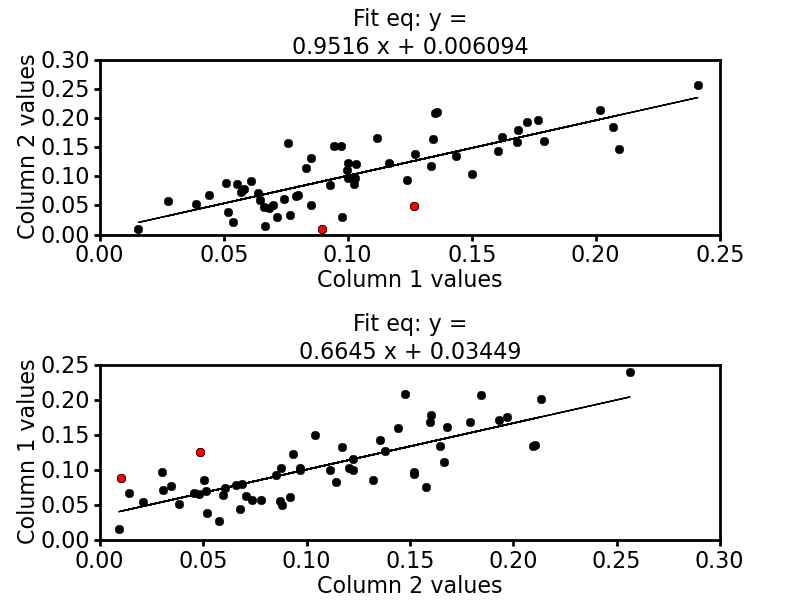 Fit eq: y =
0.9516 x + 0.006094
0.30
0.25
0.20
0.15
0.10
0.05
0.00
Column 2 values
0.00 0.05 0.10 0.15 0.20 0.25
Column 1 values
Fit eq: y =
0.6645 x + 0.03449
0.25
0.20
0.15
0.10
0.05
0.00
Column 1 values
0.00 0.05 0.10 0.15 0.20 0.25 0.30
Column 2 values